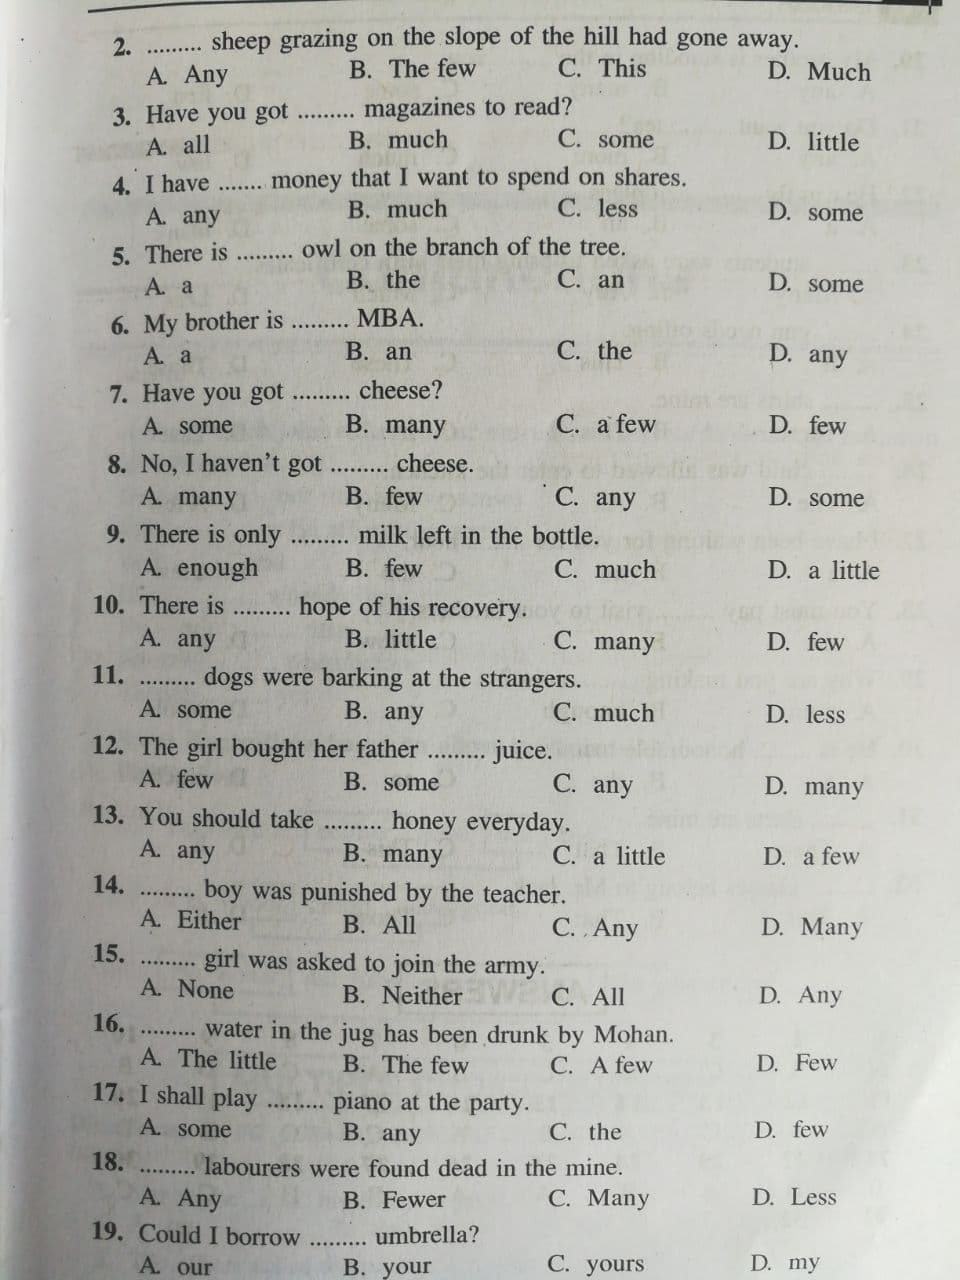 2. ......... sheep grazing on the slope of the hill had gone away.
A. Any B. The few C. This D. Much
3. Have you got ......... magazines to read?
A. all B. much C. some D. little
4. I have ....... money that I want to spend on shares.
A. any B. much C. less D. some
5. There is ......... owl on the branch of the tree.
A. a B. the C. an D. some
6. My brother is ......... MBA.
A. a B. an C. the D. any
7. Have you got ......... cheese?
A. some B. many C. a few D. few
8. No, I haven't got ......... cheese.
A. many B. few C. any D. some
9. There is only ......... milk left in the bottle.
A. enough B. few C. much D. a little
10. There is ......... hope of his recovery.
A. any B. little C. many D. few
11. ......... dogs were barking at the strangers.
A. some B. any C. much D. less
12. The girl bought her father ......... juice.
A. few B. some C. any D. many
13. You should take ......... honey everyday.
A. any B. many C. a little D. a few
14. ......... boy was punished by the teacher.
A. Either B. All C. Any D. Many
15. ......... girl was asked to join the army.
A. None B. Neither C. All D. Any
16. ......... water in the jug has been drunk by Mohan.
A. The little B. The few C. A few D. Few
17. I shall play ......... piano at the party.
A. some B. any C. the D. few
18. ......... labourers were found dead in the mine.
A. Any B. Fewer C. Many D. Less
19. Could I borrow ......... umbrella?
A. our B. your C. yours D. my